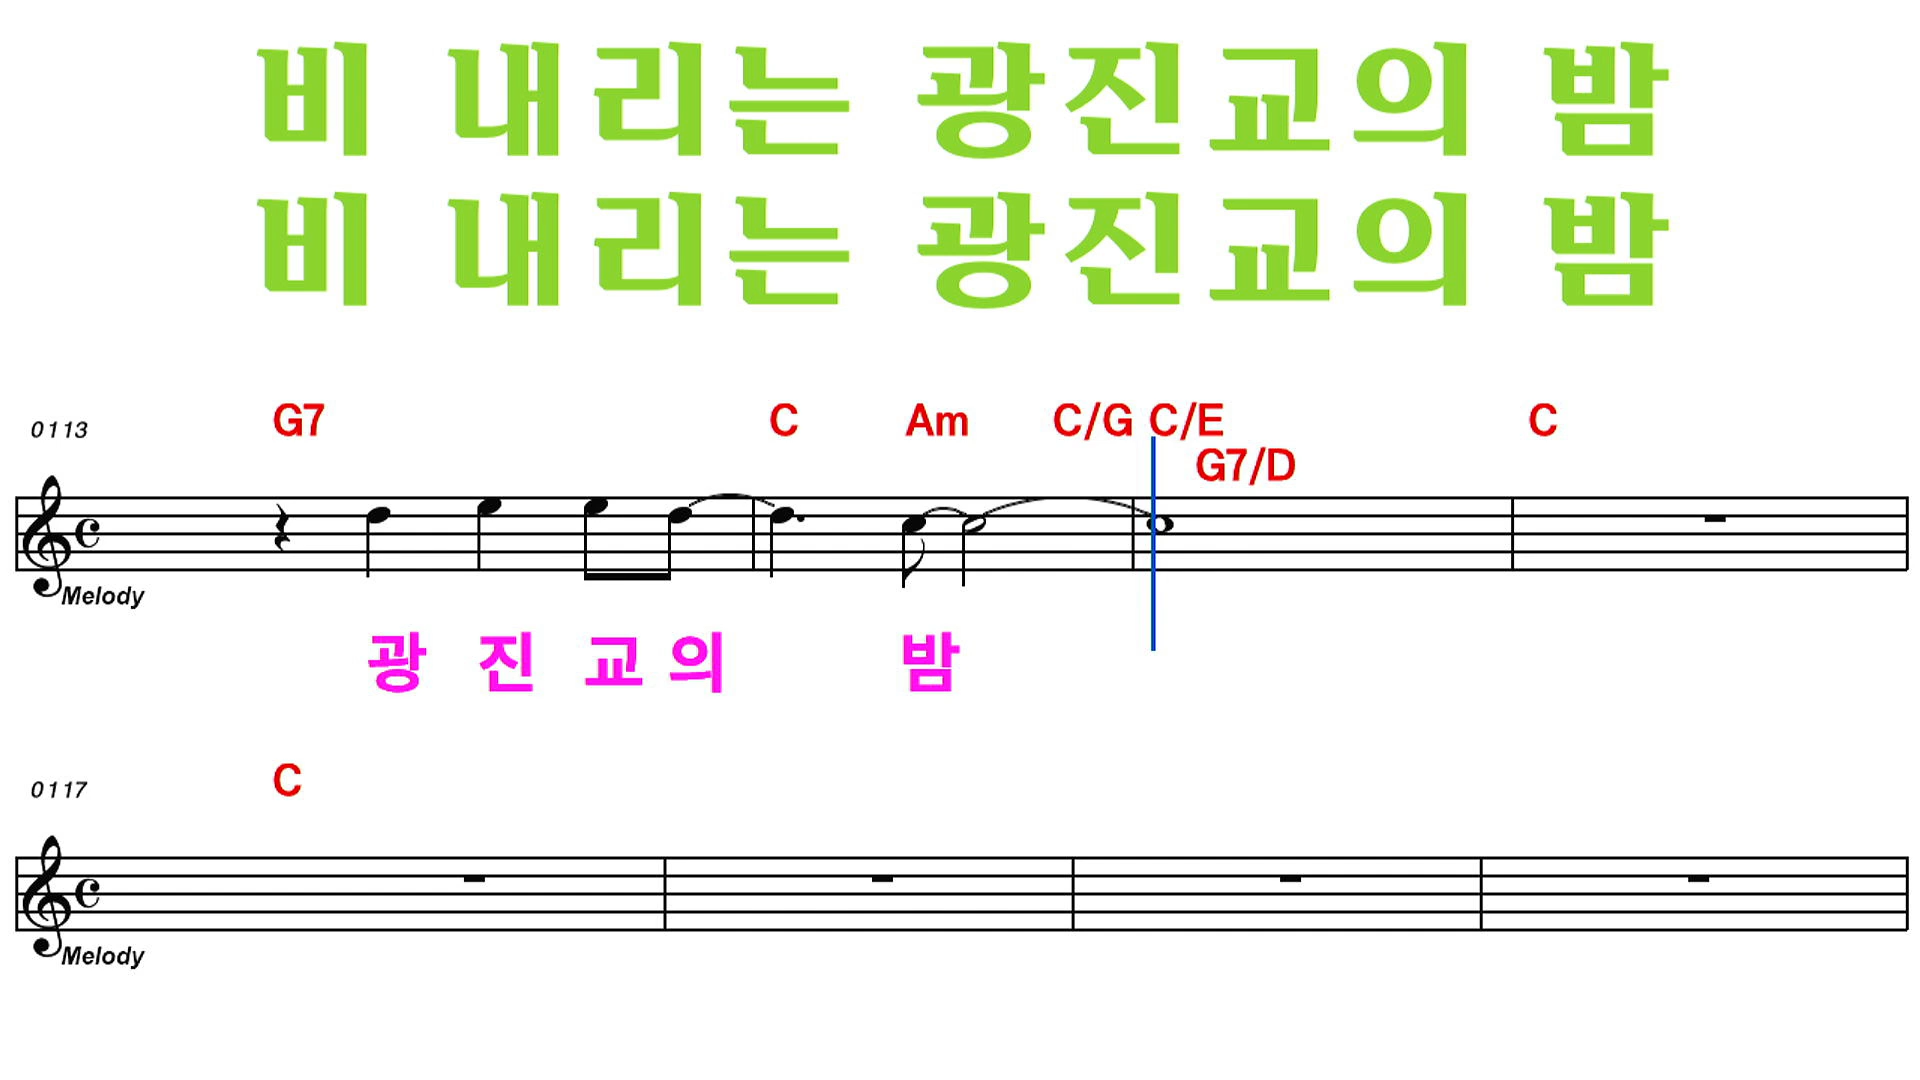 비 내리는 광진교의 밤
비 내리는 광진교의 밤
G7 C Am C/G C/E C
0113
G7/D
Melody
광 진 교 의 밤
C
0117
Melody